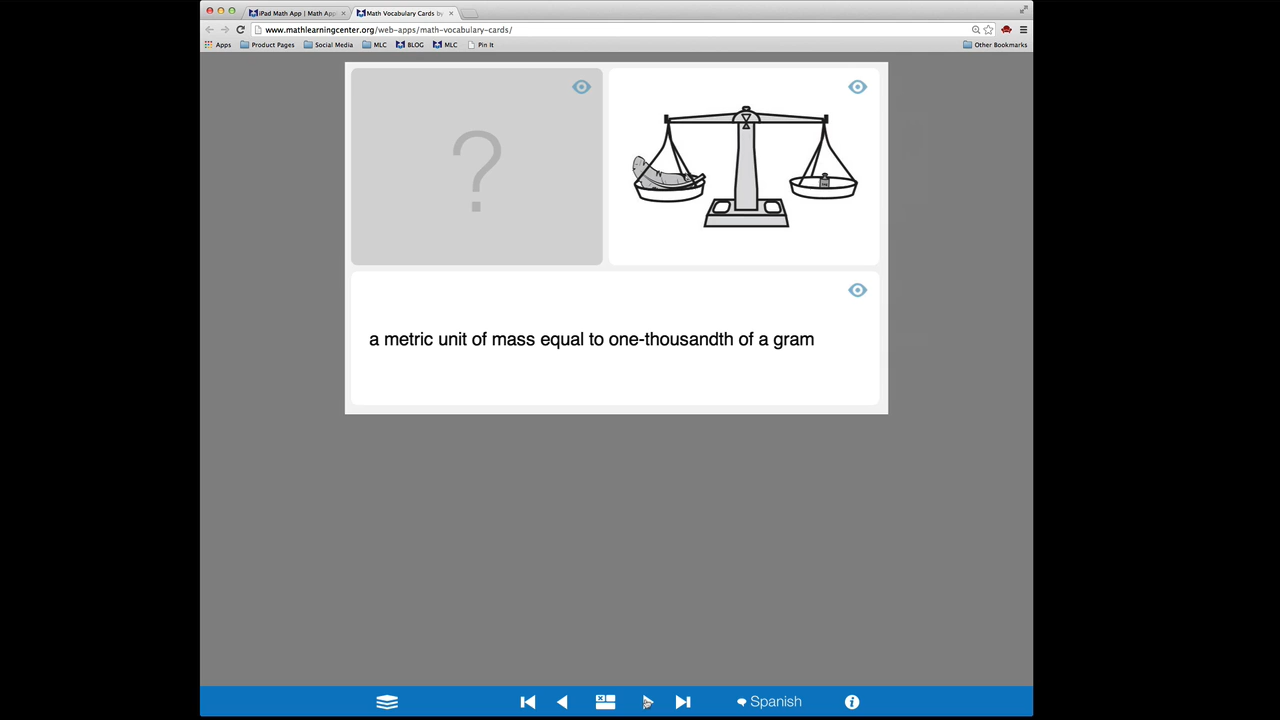 iPad Math App | Math App
Math Vocabulary Cards by
www.mathlearningcenter.org/web-apps/math-vocabulary-cards/
Apps Product Pages Social Media MLC BLOG MLC Pin It Other Bookmarks
?
a metric unit of mass equal to one-thousandth of a gram
Spanish